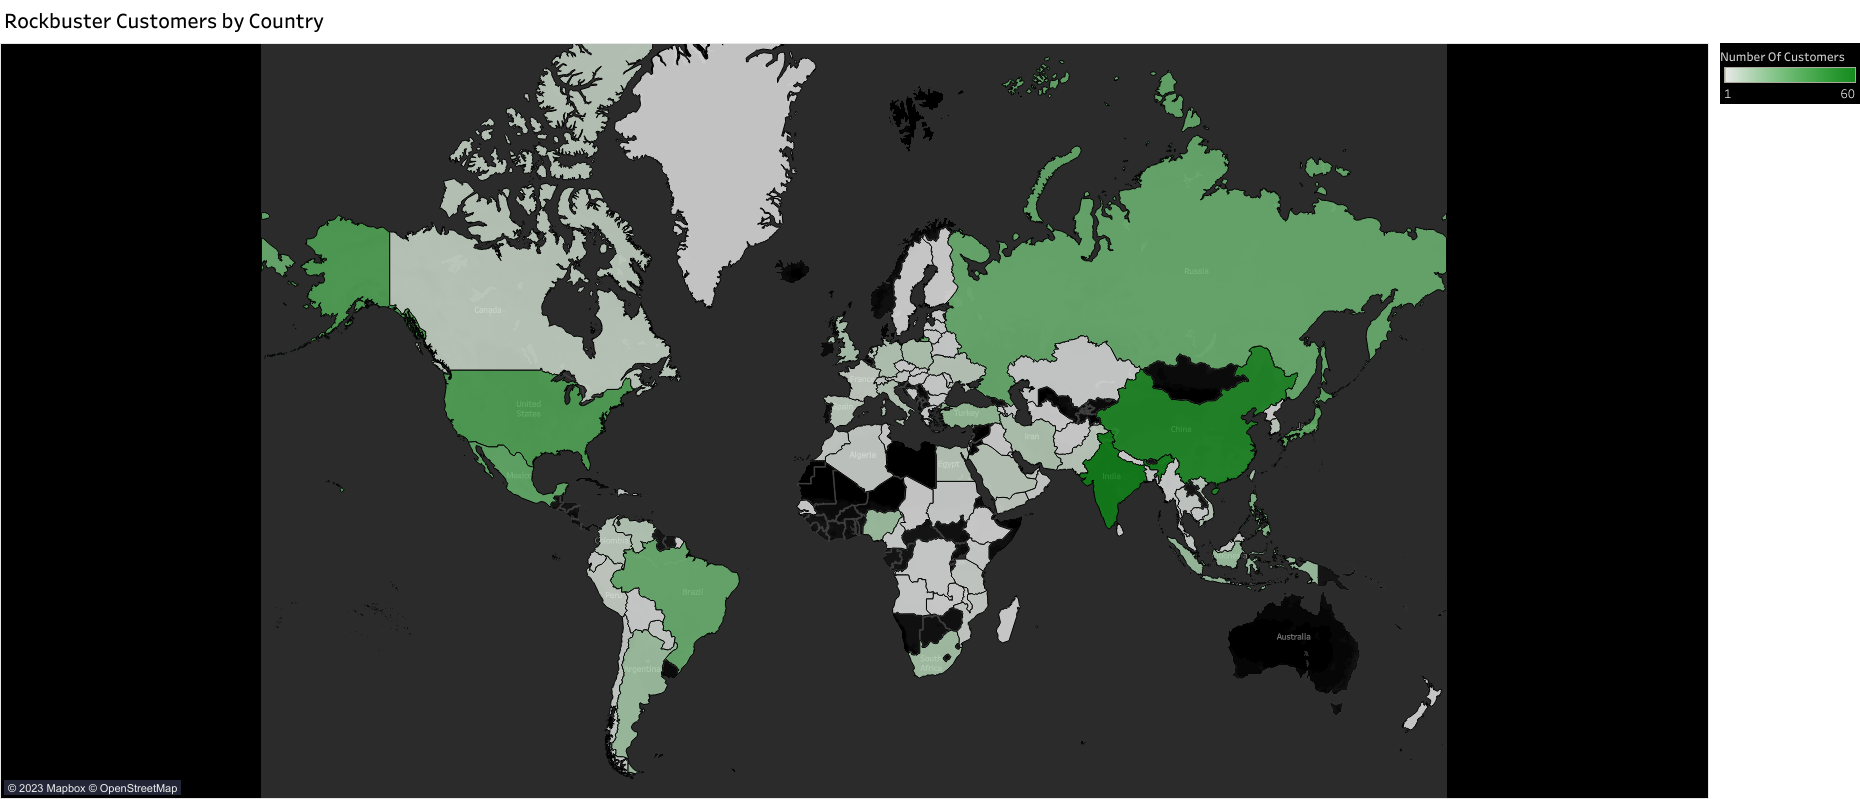 Rockbuster Customers by Country
Number Of Customers
1 60
Russia
Canada
France
United
States
Turkey
China
Iran
Algeria
Egypt
Mexico
India
Colombia
Brazil
Peru
Australia
South
Africa
Argentina
© 2023 Mapbox © OpenStreetMap